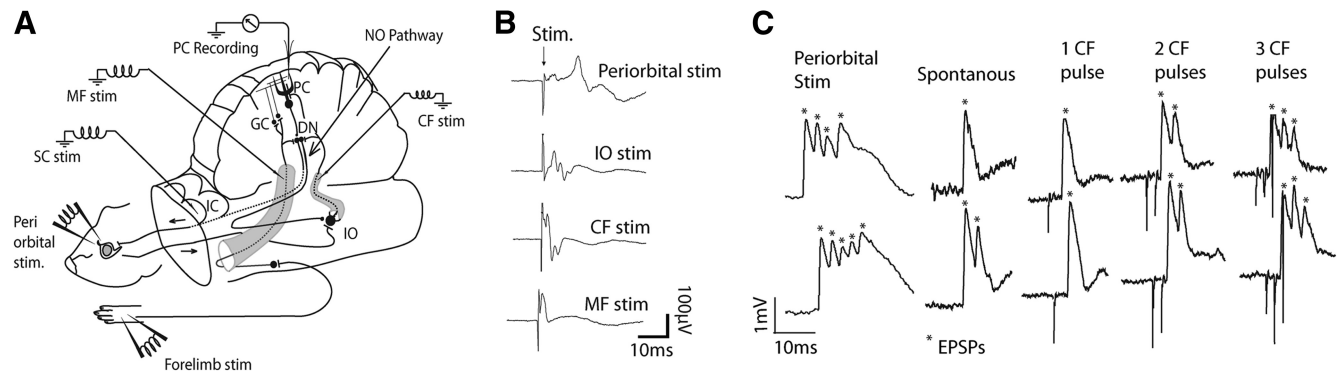 A
PC Recording
NO Pathway
MF stim
PC
GC
DN
CF stim
SC stim
IC
IO
Peri
orbital
stim.
Forelimb stim
B
Stim.
Periorbital stim
IO stim
CF stim
MF stim
100μV
10ms
C
Periorbital
Stim
Spontanous
1 CF
pulse
2 CF
pulses
3 CF
pulses
* * * *
*
*
* *
* * *
* * * * *
* *
*
* *
* * *
1mV
10ms
* EPSPs